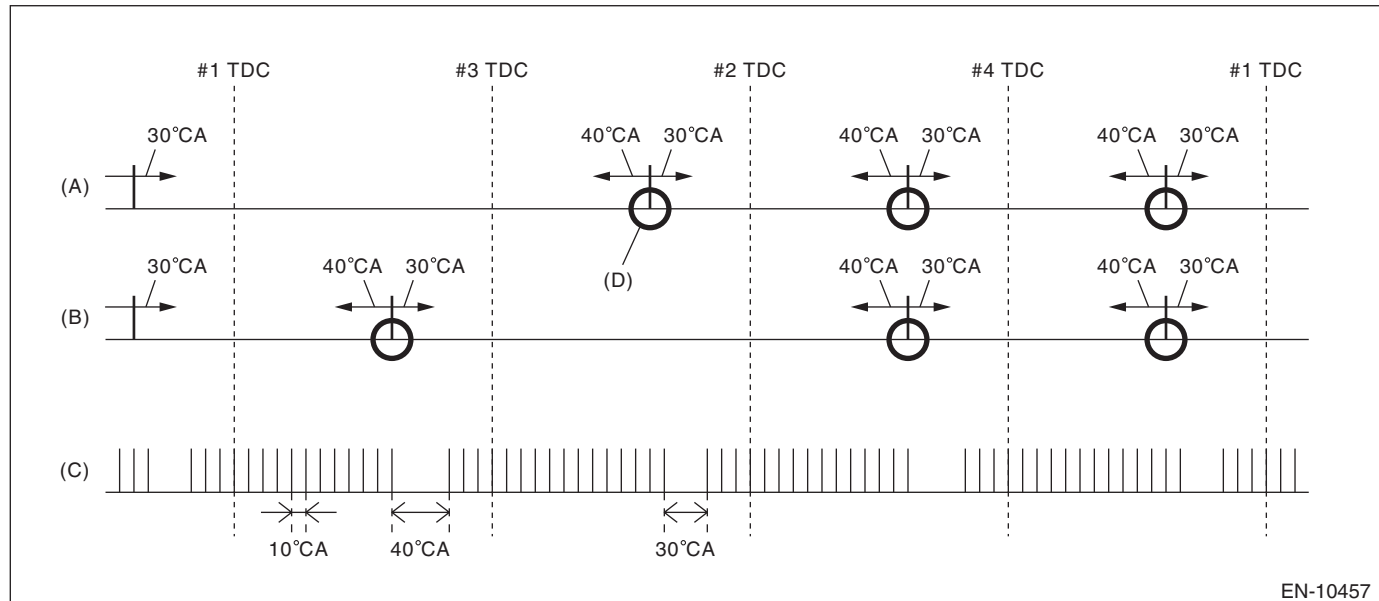 #1 TDC #3 TDC #2 TDC #4 TDC #1 TDC
30°CA 40°CA 30°CA 40°CA 30°CA 40°CA 30°CA
(A)
30°CA 40°CA 30°CA (D) 40°CA 30°CA 40°CA 30°CA
(B)
(C)
10°CA 40°CA 30°CA
EN-10457